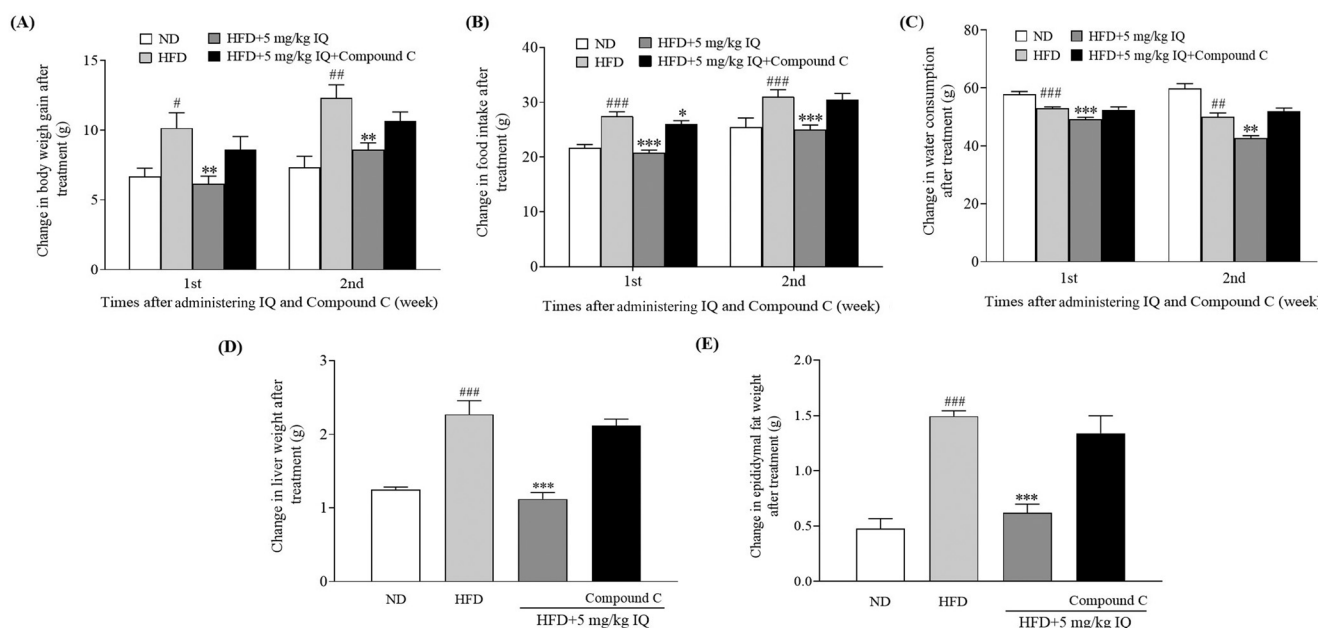 (A)
ND
HFD+5 mg/kg IQ
HFD
HFD+5 mg/kg IQ+Compound C
Change in body weigh gain after
treatment (g)
15
10
5
0
#
**
##
**
1st
2nd
Times after administering IQ and Compound C (week)
(B)
ND
HFD+5 mg/kg IQ
HFD
HFD+5 mg/kg IQ+Compound C
Change in food intake after
treatment (g)
40
30
20
10
0
###
***
*
###
***
1st
2nd
Times after administering IQ and Compound C (week)
(C)
ND
HFD+5 mg/kg IQ
HFD
HFD+5 mg/kg IQ+Compound C
Change in water consumption
after treatment (g)
80
60
40
20
0
###
***
##
**
1st
2nd
Times after administering IQ and Compound C (week)
(D)
Change in liver weight after
treatment (g)
3
2
1
0
###
***
ND
HFD
Compound C
HFD+5 mg/kg IQ
(E)
Change in epididymal fat weight
after treatment (g)
2.0
1.5
1.0
0.5
0.0
###
***
ND
HFD
Compound C
HFD+5 mg/kg IQ